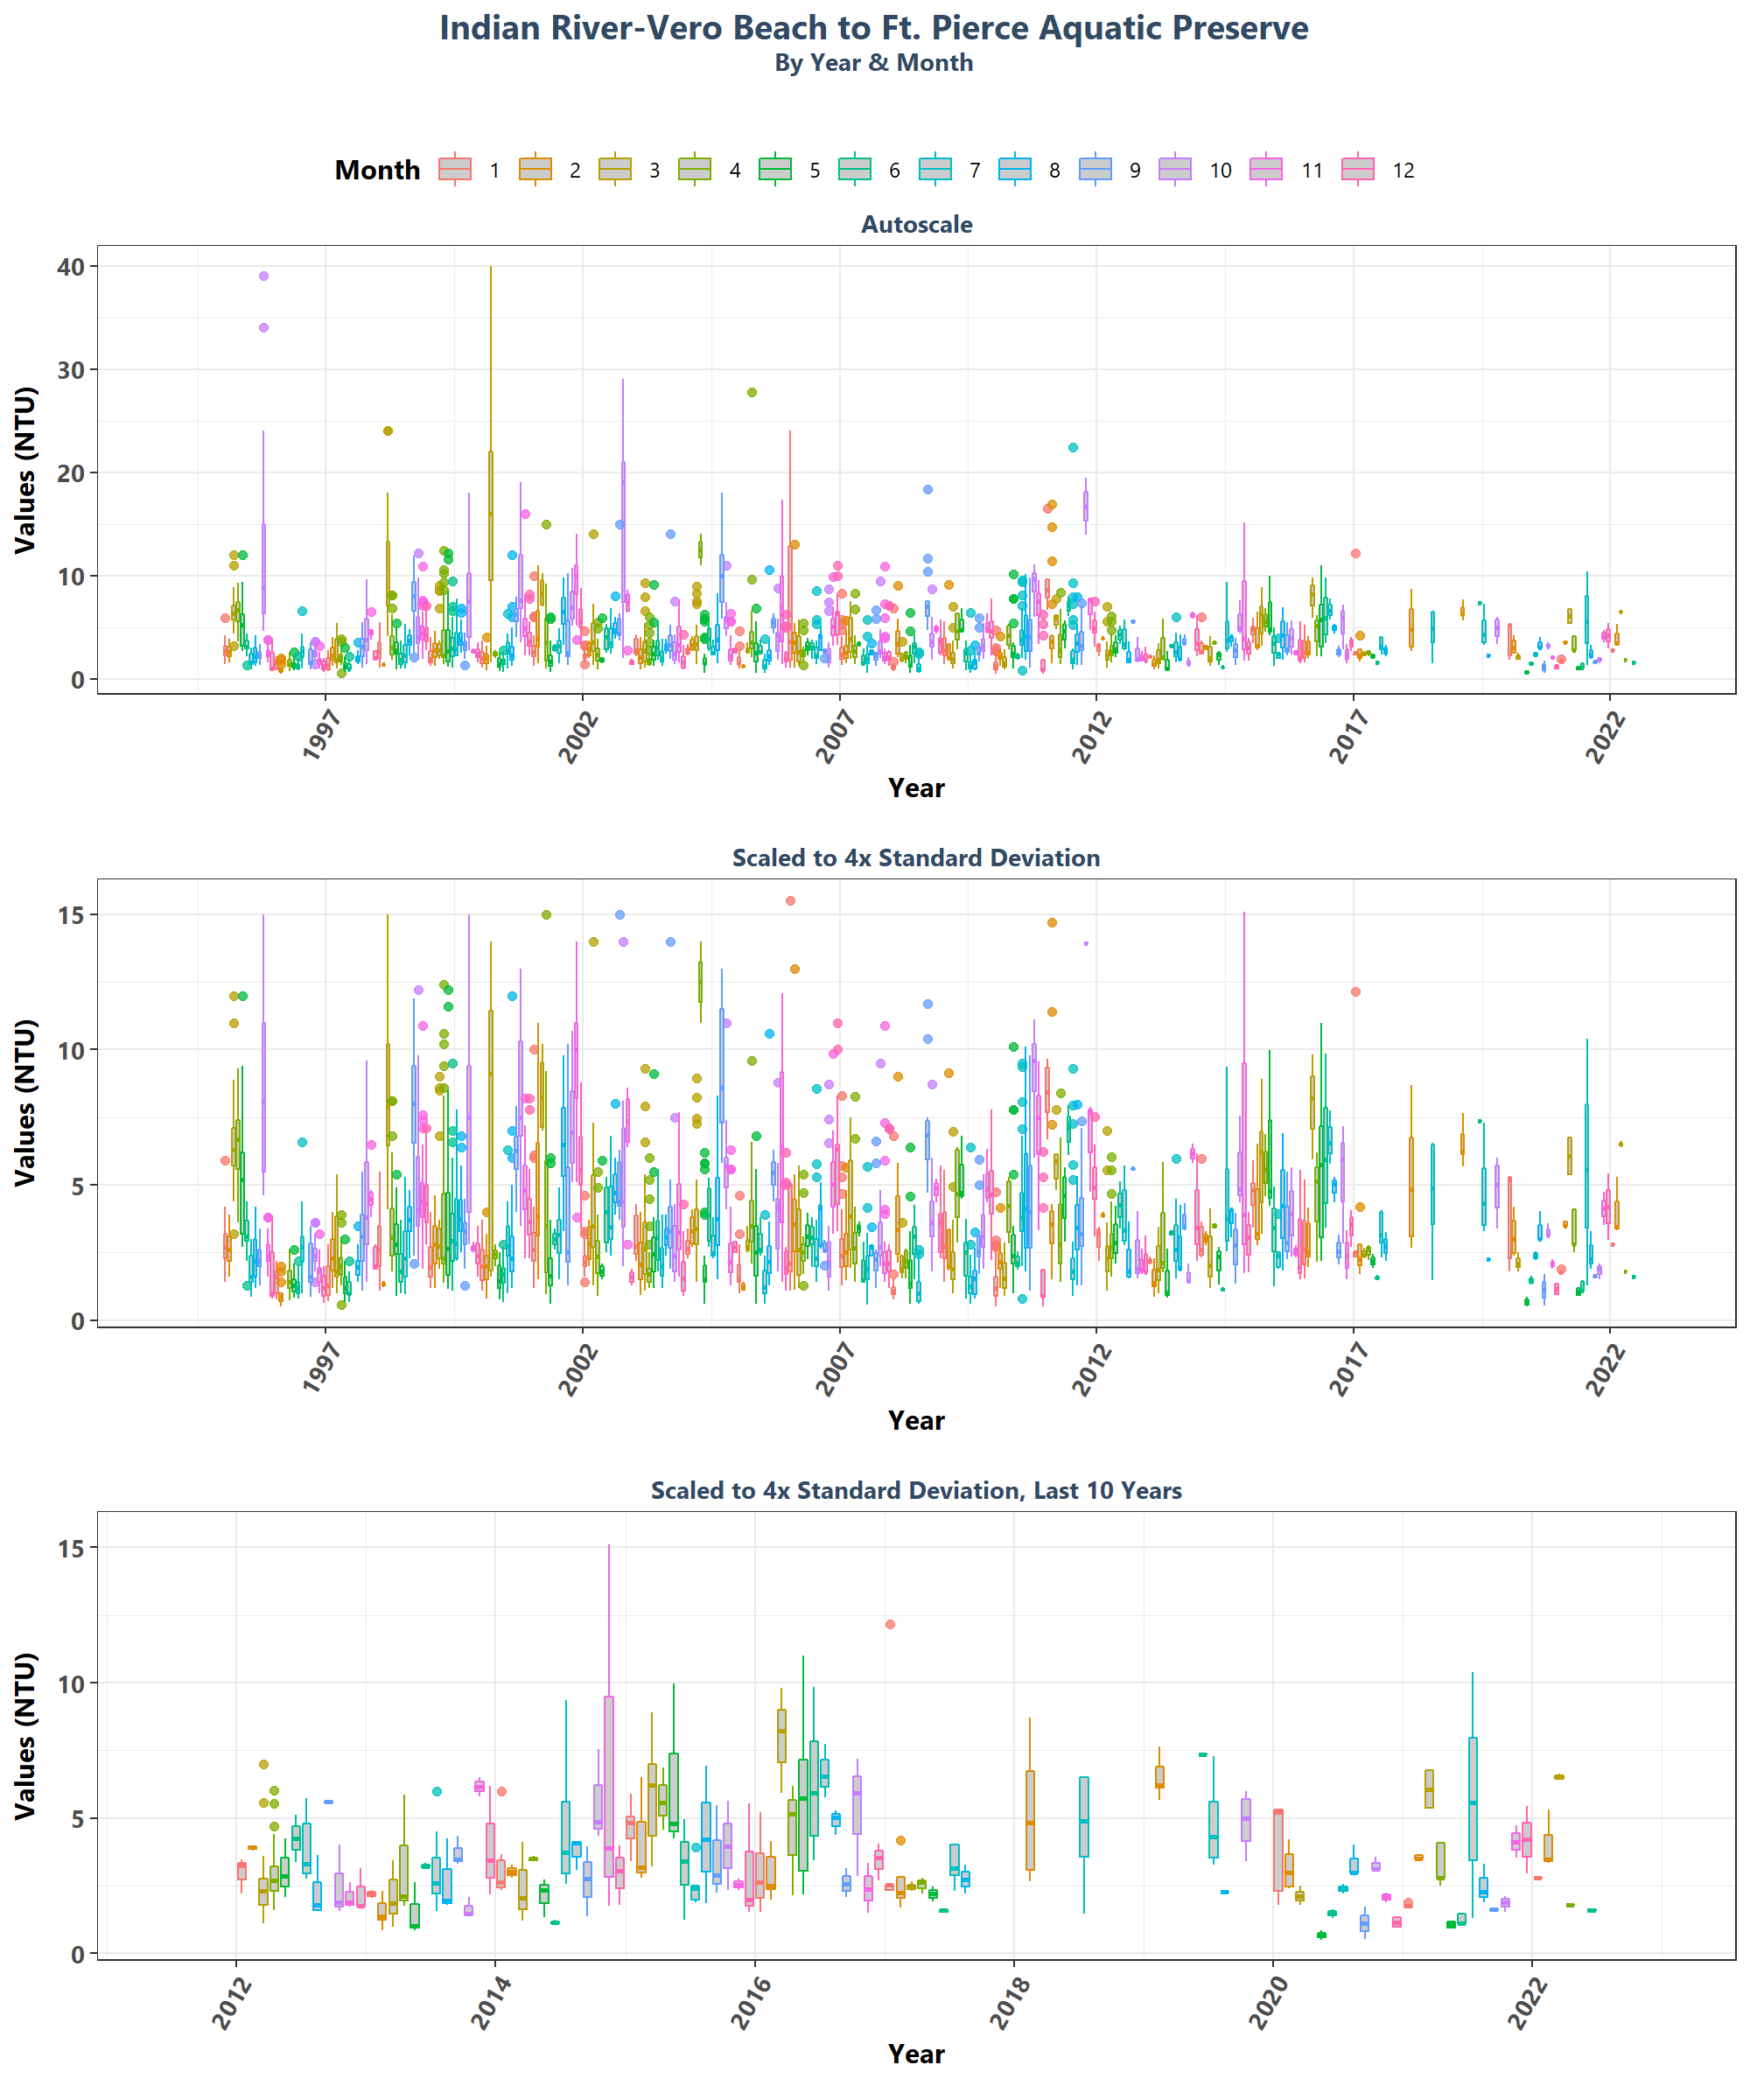 Indian River-Vero Beach to Ft. Pierce Aquatic Preserve
By Year & Month
Month 1 2 3 4 5 6 7 8 9 10 11 12
Autoscale
Values (NTU)
40
30
20
10
0
1997 2002 2007 2012 2017 2022
Year
Scaled to 4x Standard Deviation
Values (NTU)
15
10
5
0
1997 2002 2007 2012 2017 2022
Year
Scaled to 4x Standard Deviation, Last 10 Years
Values (NTU)
15
10
5
0
2012 2014 2016 2018 2020 2022
Year